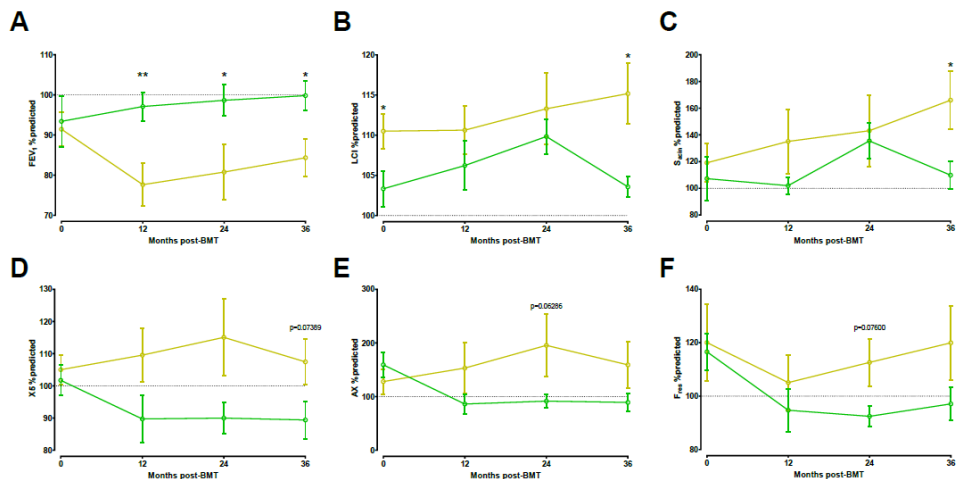 A
B
C
FEV₁ % predicted
110
100
90
80
70
**
*
*
0
12
24
36
Months post-BMT
LCI % predicted
120
115
110
105
100
*
*
0
12
24
36
Months post-BMT
Sacin % predicted
200
180
160
140
120
100
80
*
0
12
24
36
Months post-BMT
D
E
F
X5 % predicted
130
120
110
100
90
80
p=0.07389
0
12
24
36
Months post-BMT
AX % predicted
300
200
100
0
p=0.06286
0
12
24
36
Months post-BMT
Fres % predicted
140
120
100
80
p=0.07600
0
12
24
36
Months post-BMT